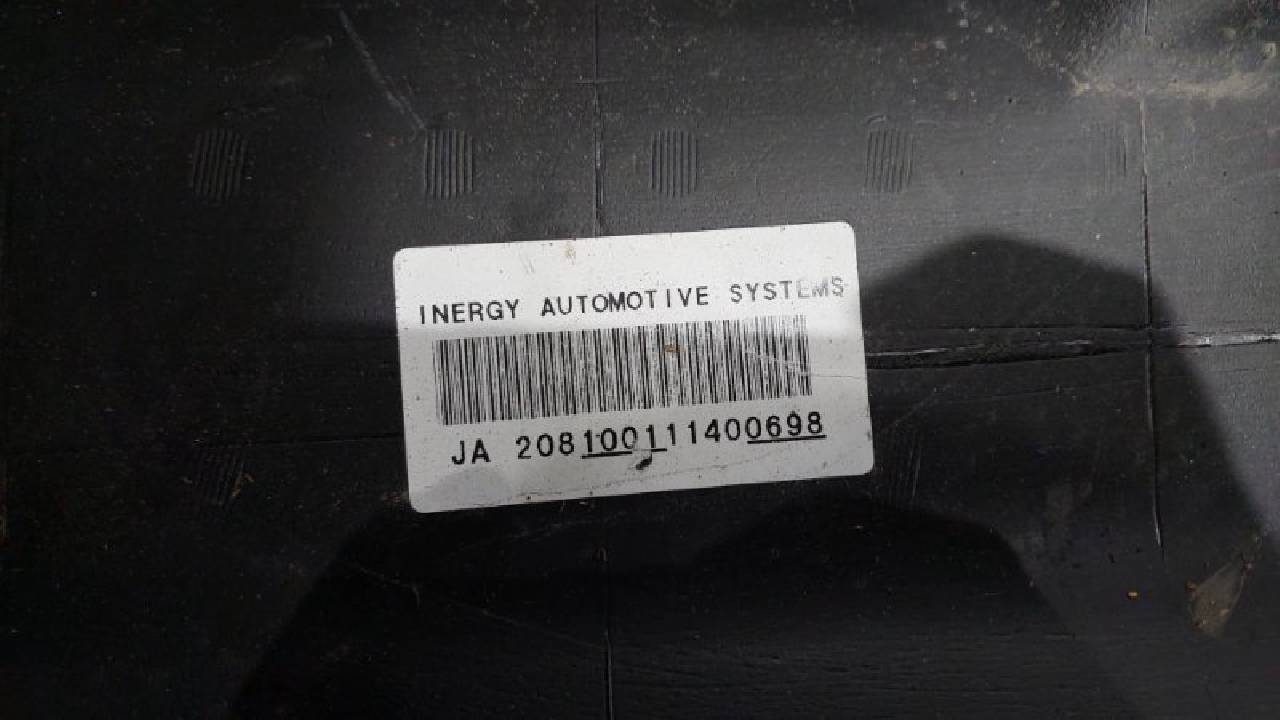 INERGY AUTOMOTIVE SYSTEMS
JA 208100111400698